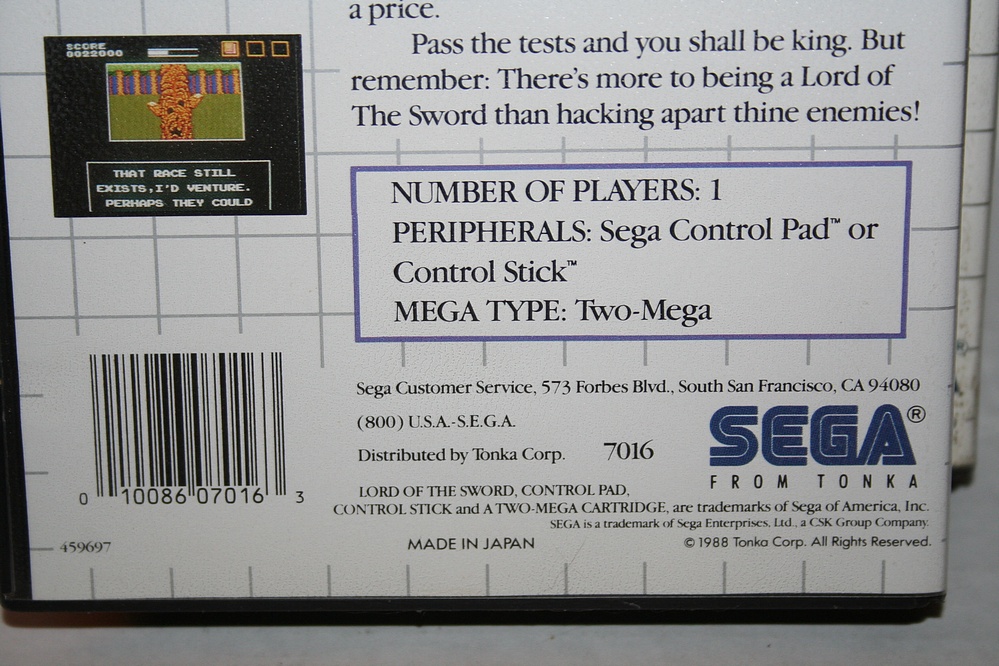 a price.
Pass the tests and you shall be king. But
remember: There's more to being a Lord of
The Sword than hacking apart thine enemies!
SCORE
0022000
THAT RACE STILL
EXISTS,I'D VENTURE.
PERHAPS THEY COULD
NUMBER OF PLAYERS: 1
PERIPHERALS: Sega Control Pad™ or
Control Stick™
MEGA TYPE: Two-Mega
Sega Customer Service, 573 Forbes Blvd., South San Francisco, CA 94080
(800) U.S.A.-S.E.G.A.
Distributed by Tonka Corp. 7016
SEGA®
FROM TONKA
0 10086 07016 3
LORD OF THE SWORD, CONTROL PAD,
CONTROL STICK and A TWO-MEGA CARTRIDGE, are trademarks of Sega of America, Inc.
SEGA is a trademark of Sega Enterprises, Ltd., a CSK Group Company.
459697
MADE IN JAPAN
© 1988 Tonka Corp. All Rights Reserved.